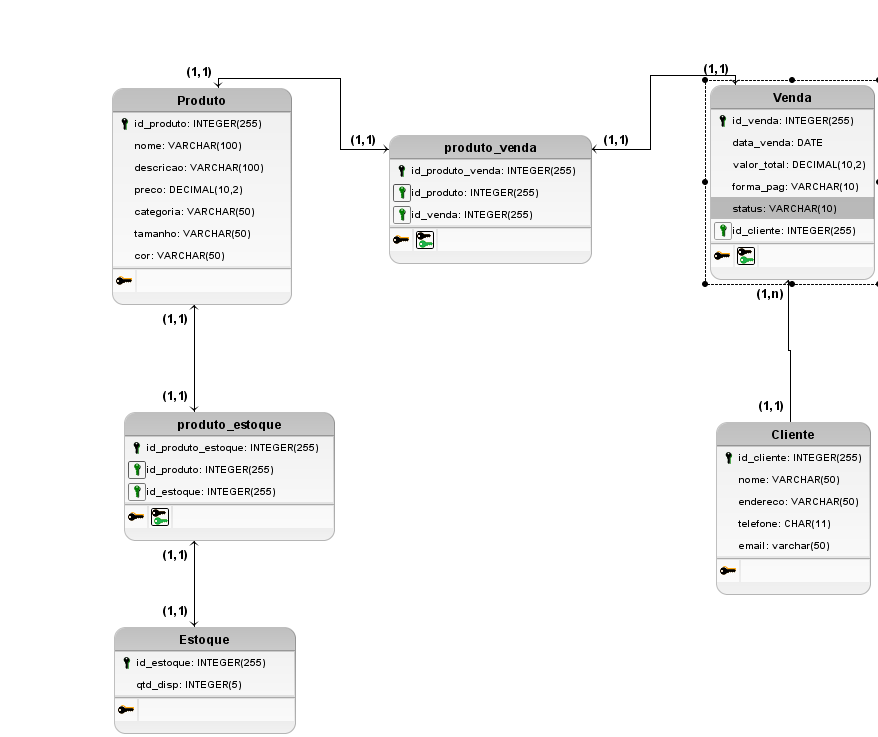 (1,1)
Produto
id_produto: INTEGER(255)
nome: VARCHAR(100)
descricao: VARCHAR(100)
preco: DECIMAL(10,2)
categoria: VARCHAR(50)
tamanho: VARCHAR(50)
cor: VARCHAR(50)
(1,1)
produto_venda
id_produto_venda: INTEGER(255)
id_produto: INTEGER(255)
id_venda: INTEGER(255)
(1,1)
(1,1)
Venda
id_venda: INTEGER(255)
data_venda: DATE
valor_total: DECIMAL(10,2)
forma_pag: VARCHAR(10)
status: VARCHAR(10)
id_cliente: INTEGER(255)
(1,n)
(1,1)
Cliente
id_cliente: INTEGER(255)
nome: VARCHAR(50)
endereco: VARCHAR(50)
telefone: CHAR(11)
email: varchar(50)
(1,1)
(1,1)
produto_estoque
id_produto_estoque: INTEGER(255)
id_produto: INTEGER(255)
id_estoque: INTEGER(255)
(1,1)
(1,1)
Estoque
id_estoque: INTEGER(255)
qtd_disp: INTEGER(5)